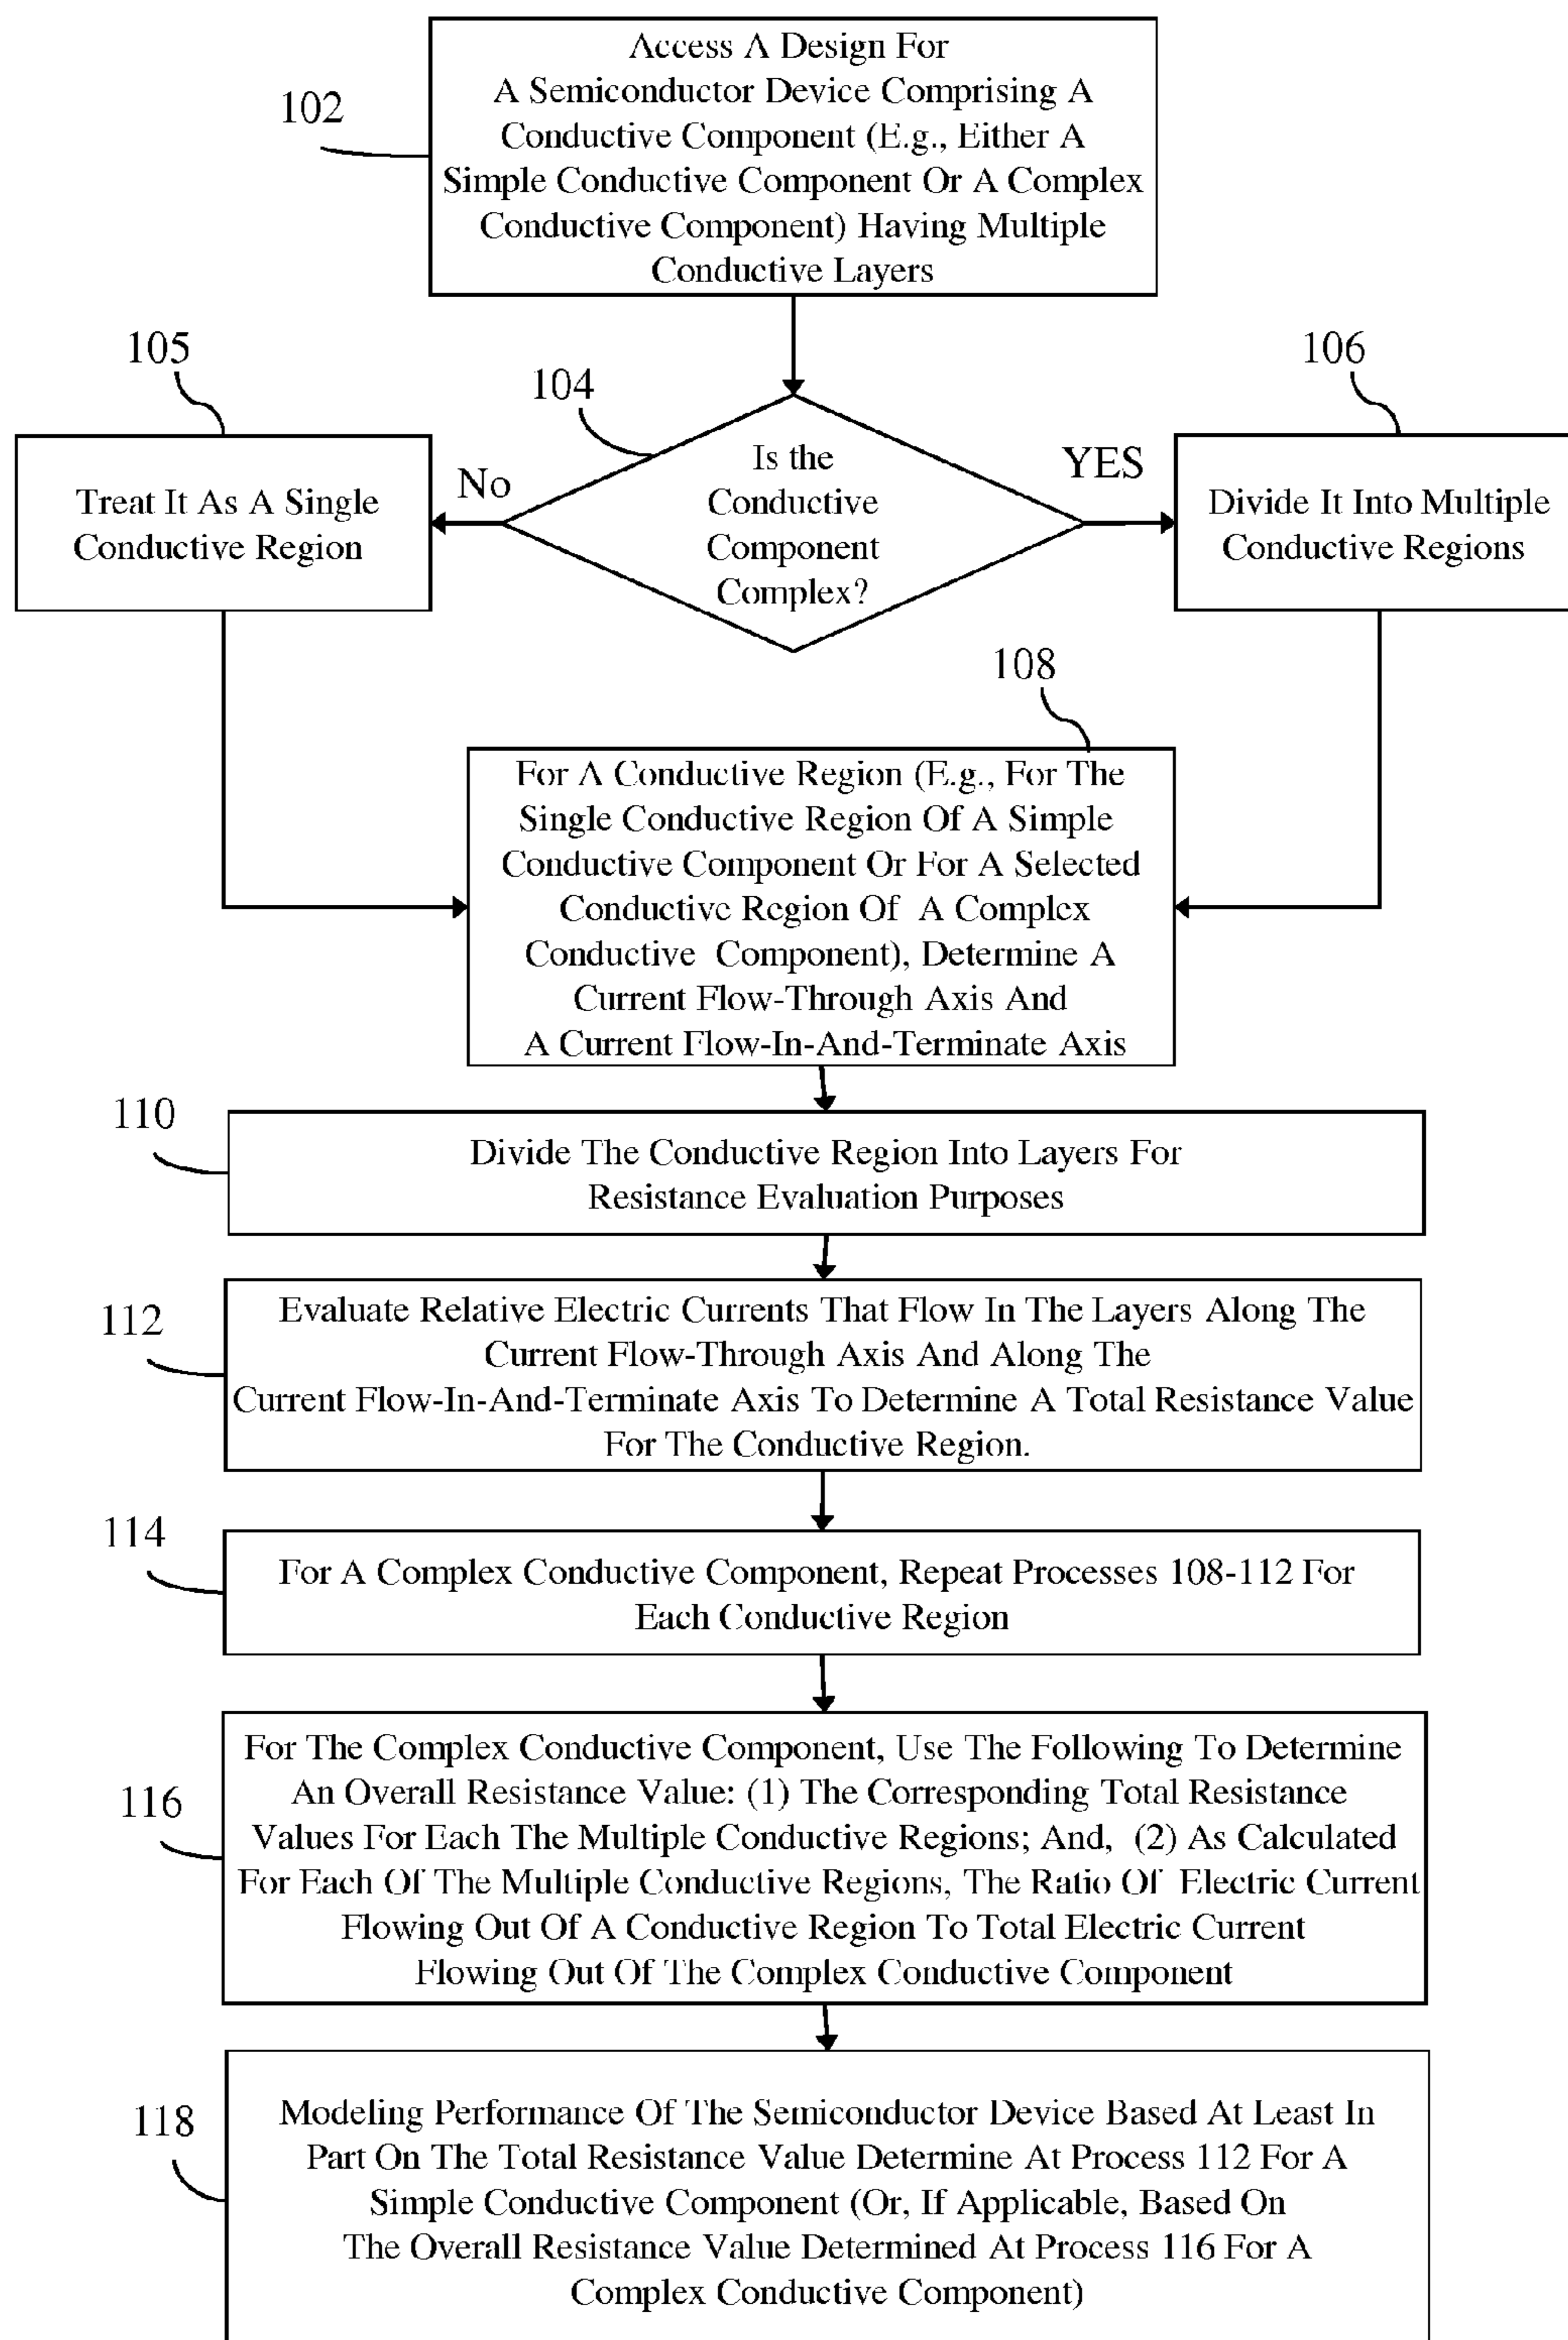 102
Access A Design For
A Semiconductor Device Comprising A
Conductive Component (E.g., Either A
Simple Conductive Component Or A Complex
Conductive Component) Having Multiple
Conductive Layers
105
104
106
No
YES
Treat It As A Single
Conductive Region
Is the
Conductive
Component
Complex?
Divide It Into Multiple
Conductive Regions
108
For A Conductive Region (E.g., For The
Single Conductive Region Of A Simple
Conductive Component Or For A Selected
Conductive Region Of A Complex
Conductive Component), Determine A
Current Flow-Through Axis And
A Current Flow-In-And-Terminate Axis
110
Divide The Conductive Region Into Layers For
Resistance Evaluation Purposes
112
Evaluate Relative Electric Currents That Flow In The Layers Along The
Current Flow-Through Axis And Along The
Current Flow-In-And-Terminate Axis To Determine A Total Resistance Value
For The Conductive Region.
114
For A Complex Conductive Component, Repeat Processes 108-112 For
Each Conductive Region
116
For The Complex Conductive Component, Use The Following To Determine
An Overall Resistance Value: (1) The Corresponding Total Resistance
Values For Each The Multiple Conductive Regions; And, (2) As Calculated
For Each Of The Multiple Conductive Regions, The Ratio Of Electric Current
Flowing Out Of A Conductive Region To Total Electric Current
Flowing Out Of The Complex Conductive Component
118
Modeling Performance Of The Semiconductor Device Based At Least In
Part On The Total Resistance Value Determine At Process 112 For A
Simple Conductive Component (Or, If Applicable, Based On
The Overall Resistance Value Determined At Process 116 For A
Complex Conductive Component)